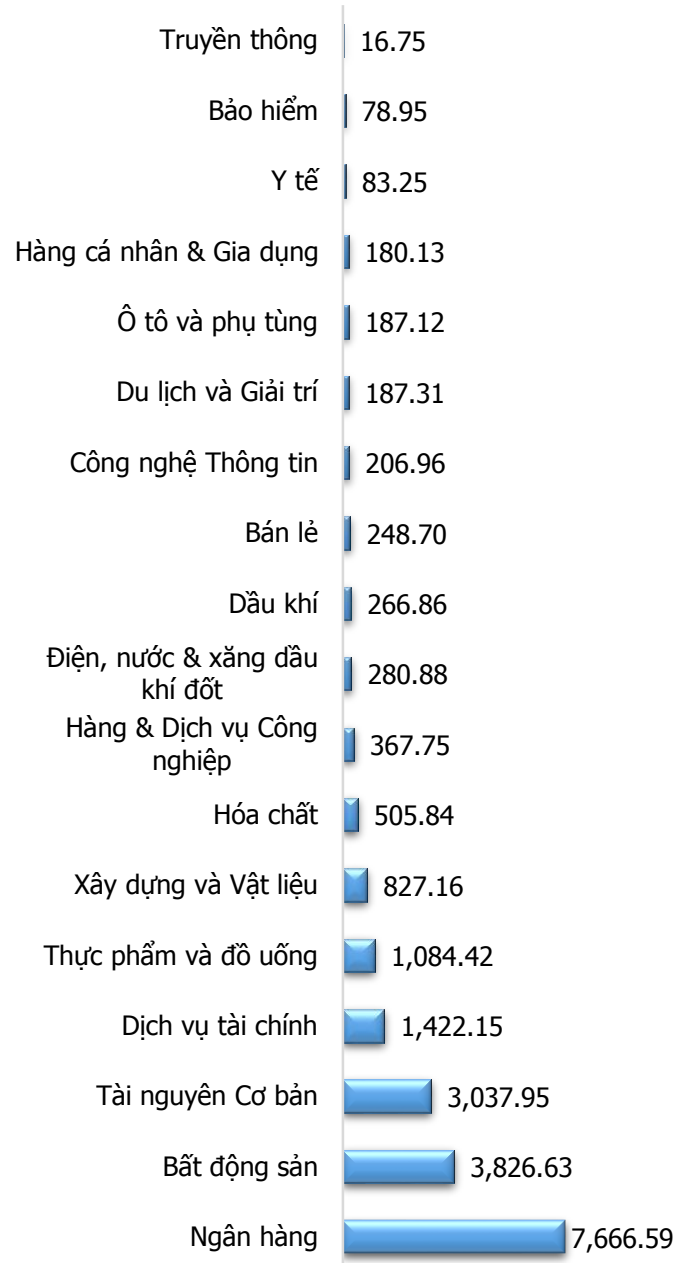 Truyền thông 16.75
Bảo hiểm 78.95
Y tế 83.25
Hàng cá nhân & Gia dụng 180.13
Ô tô và phụ tùng 187.12
Du lịch và Giải trí 187.31
Công nghệ Thông tin 206.96
Bán lẻ 248.70
Dầu khí 266.86
Điện, nước & xăng dầu
khí đốt 280.88
Hàng & Dịch vụ Công
nghiệp 367.75
Hóa chất 505.84
Xây dựng và Vật liệu 827.16
Thực phẩm và đồ uống 1,084.42
Dịch vụ tài chính 1,422.15
Tài nguyên Cơ bản 3,037.95
Bất động sản 3,826.63
Ngân hàng 7,666.59